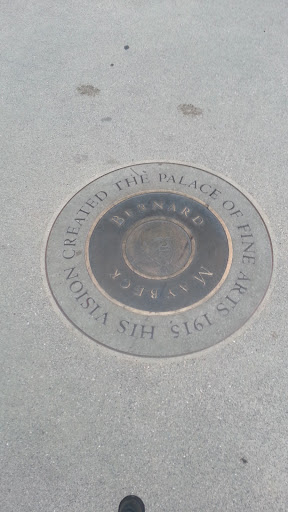 HIS VISION CREATED THE PALACE OF FINE ARTS 1915
BERNARD MAYBECK